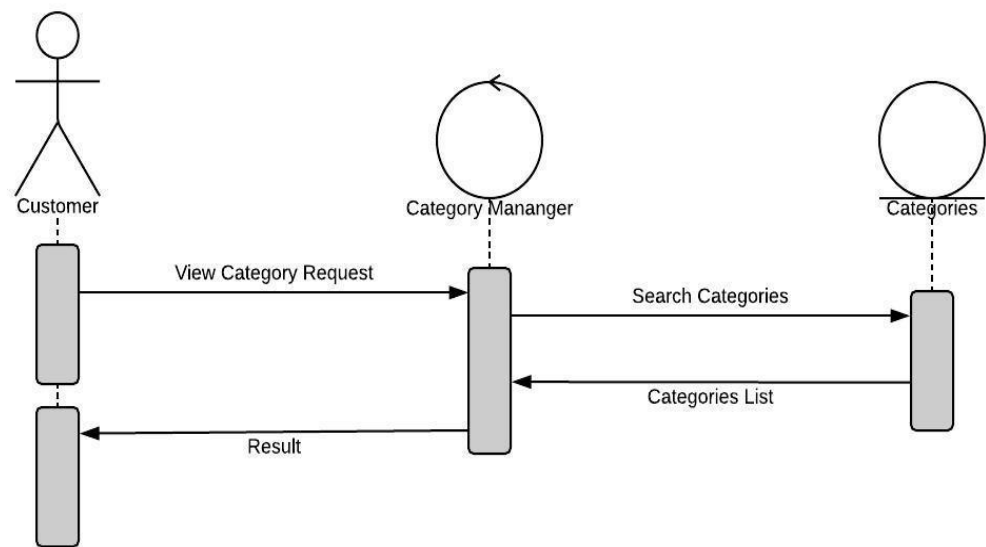 Customer
Category Mananger
Categories
View Category Request
Search Categories
Categories List
Result